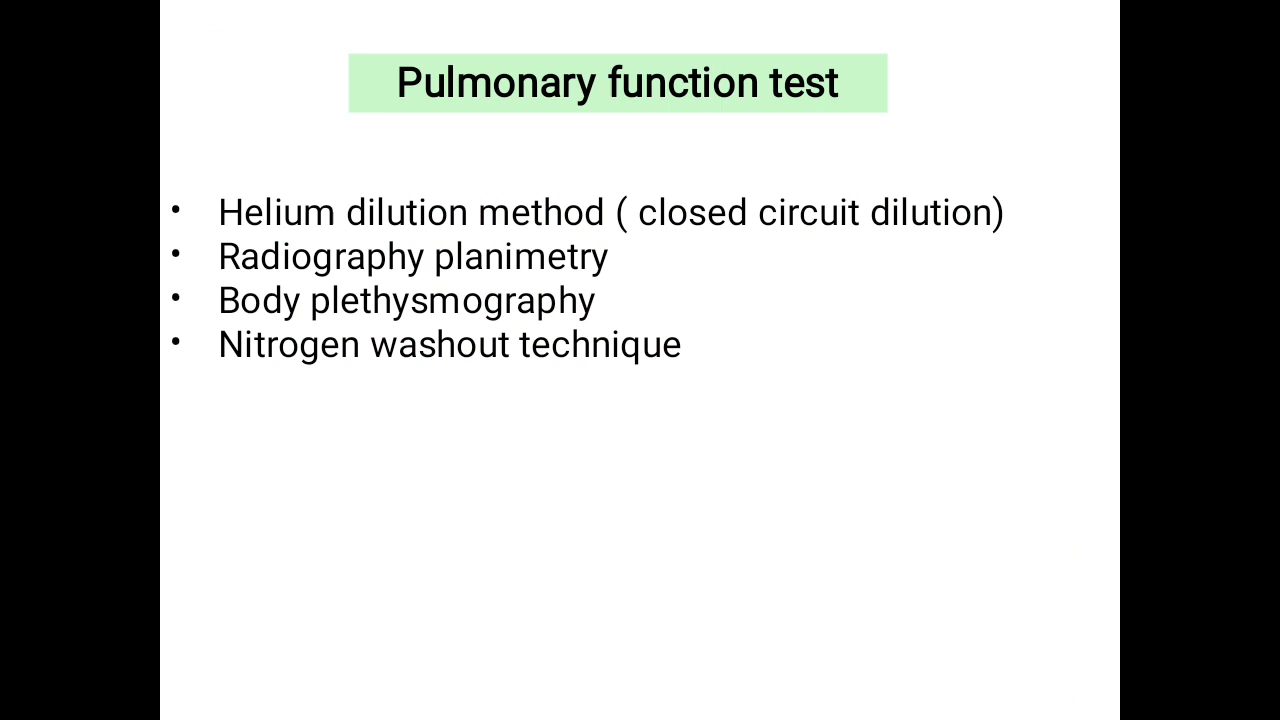 Pulmonary function test
• Helium dilution method ( closed circuit dilution)
• Radiography planimetry
• Body plethysmography
• Nitrogen washout technique